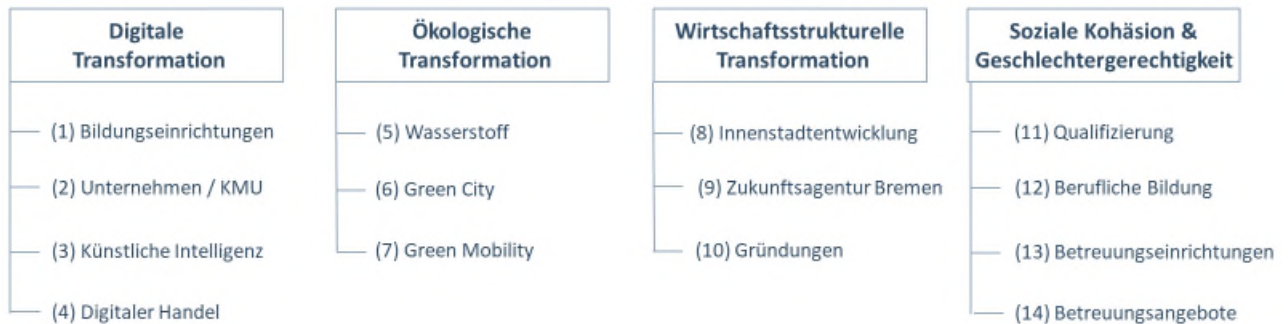 Digitale
Transformation
(1) Bildungseinrichtungen
(2) Unternehmen / KMU
(3) Künstliche Intelligenz
(4) Digitaler Handel
Ökologische
Transformation
(5) Wasserstoff
(6) Green City
(7) Green Mobility
Wirtschaftsstrukturelle
Transformation
(8) Innenstadtentwicklung
(9) Zukunftsagentur Bremen
(10) Gründungen
Soziale Kohäsion &
Geschlechtergerechtigkeit
(11) Qualifizierung
(12) Berufliche Bildung
(13) Betreuungseinrichtungen
(14) Betreuungsangebote